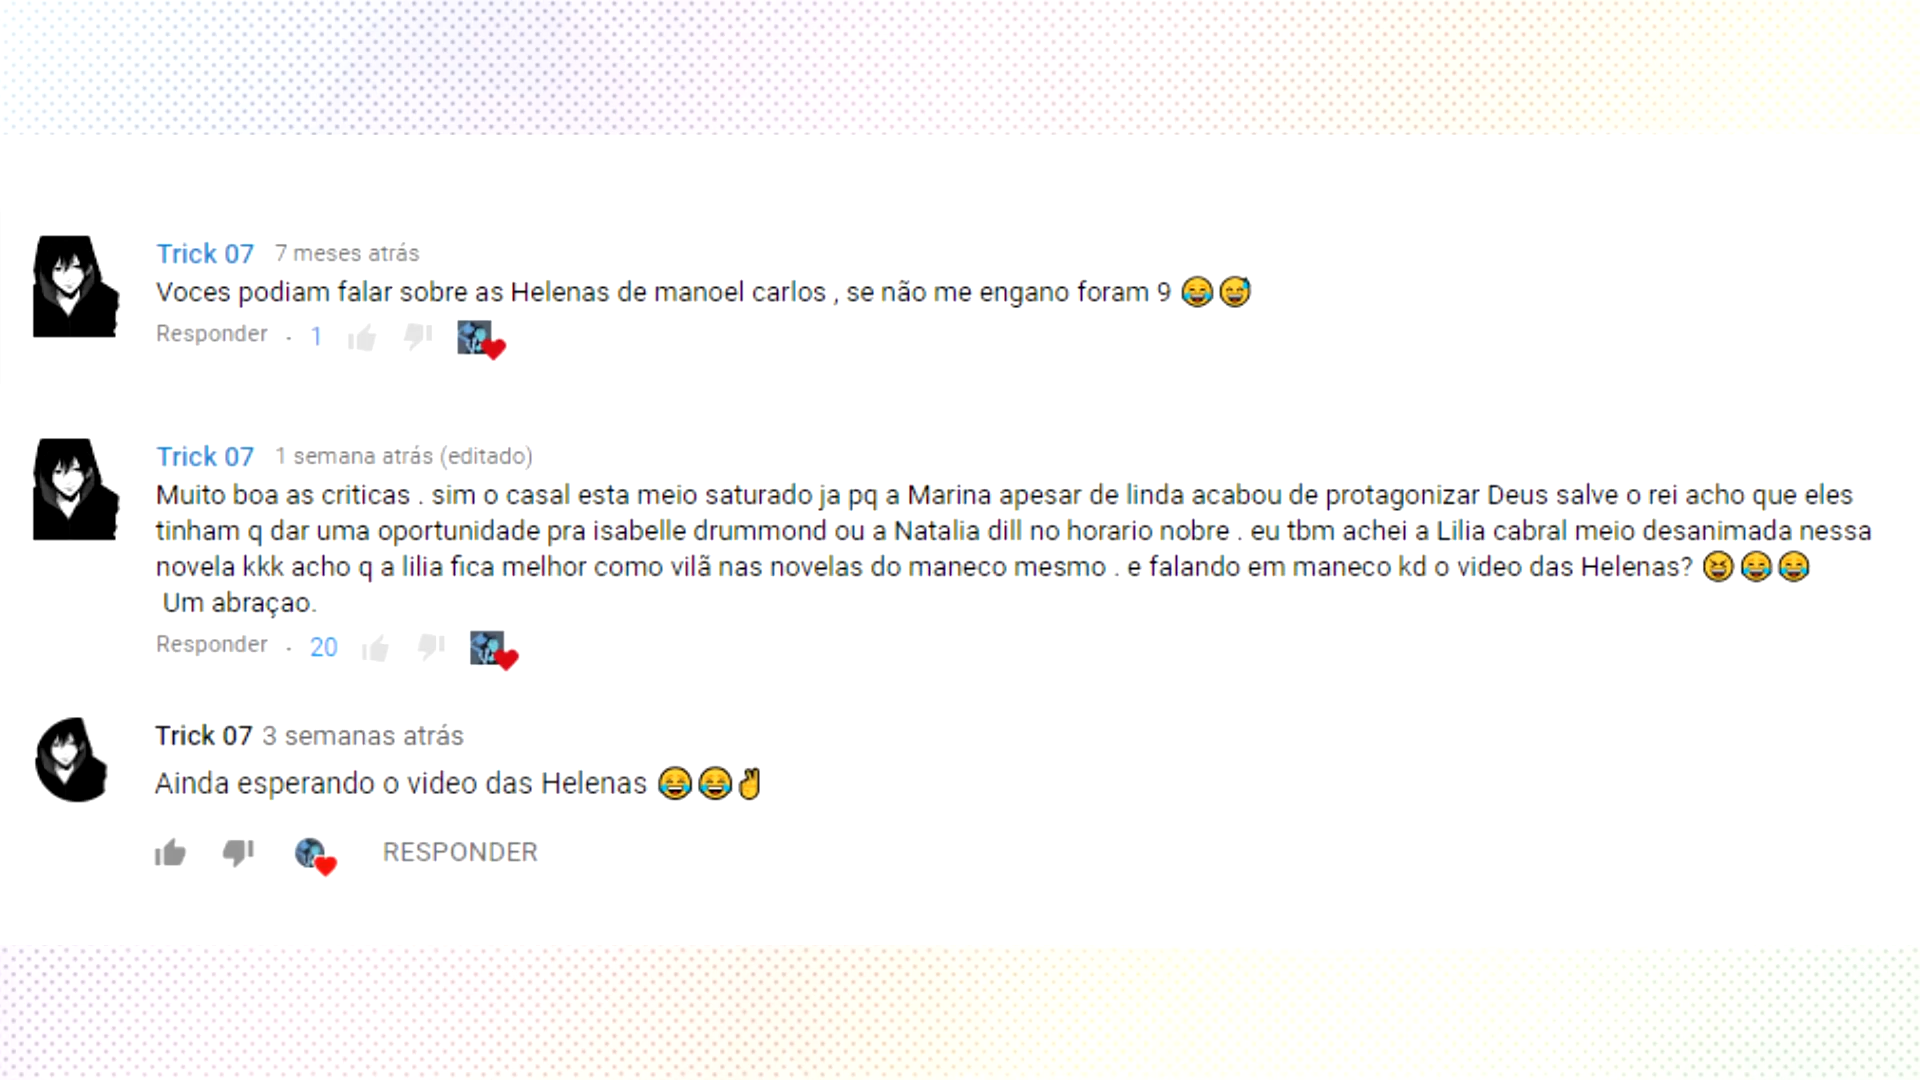 Trick 07 7 meses atrás
Voces podiam falar sobre as Helenas de manoel carlos , se não me engano foram 9 😂😅
Responder . 1
Trick 07 1 semana atrás (editado)
Muito boa as criticas . sim o casal esta meio saturado ja pq a Marina apesar de linda acabou de protagonizar Deus salve o rei acho que eles
tinham q dar uma oportunidade pra isabelle drummond ou a Natalia dill no horario nobre . eu tbm achei a Lilia cabral meio desanimada nessa
novela kkk acho q a lilia fica melhor como vilã nas novelas do maneco mesmo . e falando em maneco kd o video das Helenas? 😆😂😂
Um abraçao.
Responder . 20
Trick 07 3 semanas atrás
Ainda esperando o video das Helenas 😂😂✌
RESPONDER